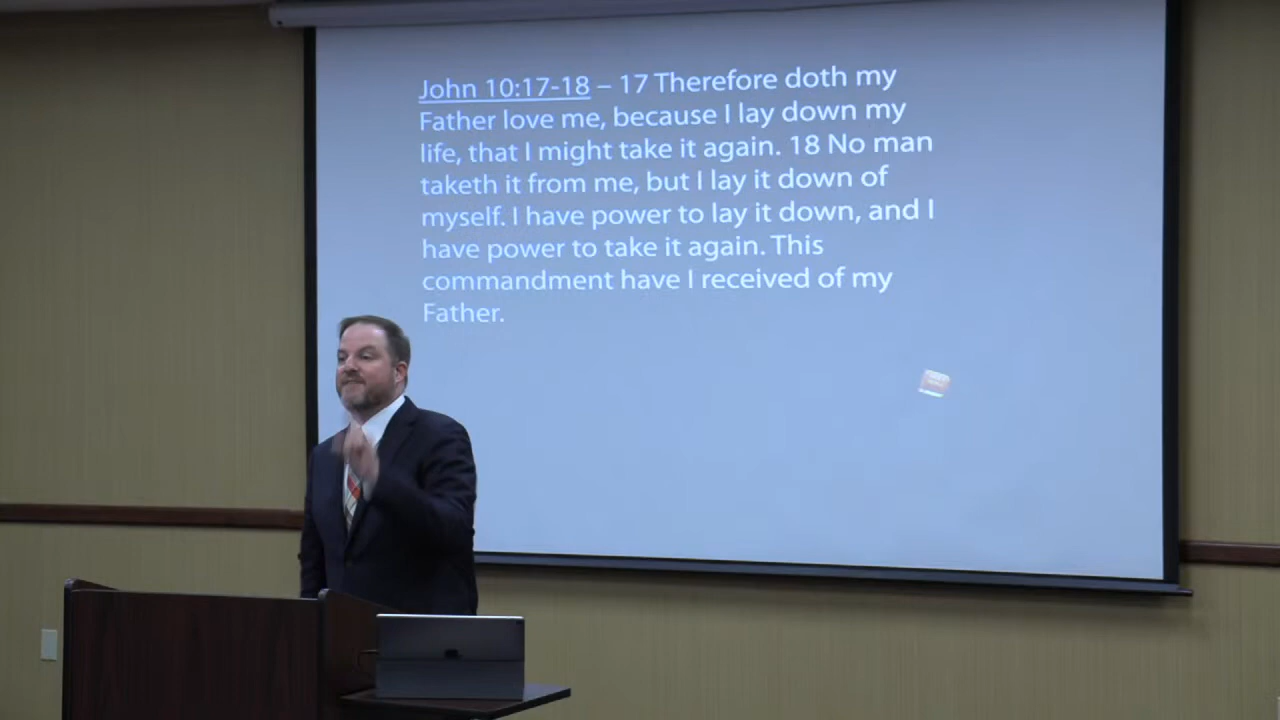 John 10:17-18 – 17 Therefore doth my
Father love me, because I lay down my
life, that I might take it again. 18 No man
taketh it from me, but I lay it down of
myself. I have power to lay it down, and I
have power to take it again. This
commandment have I received of my
Father.